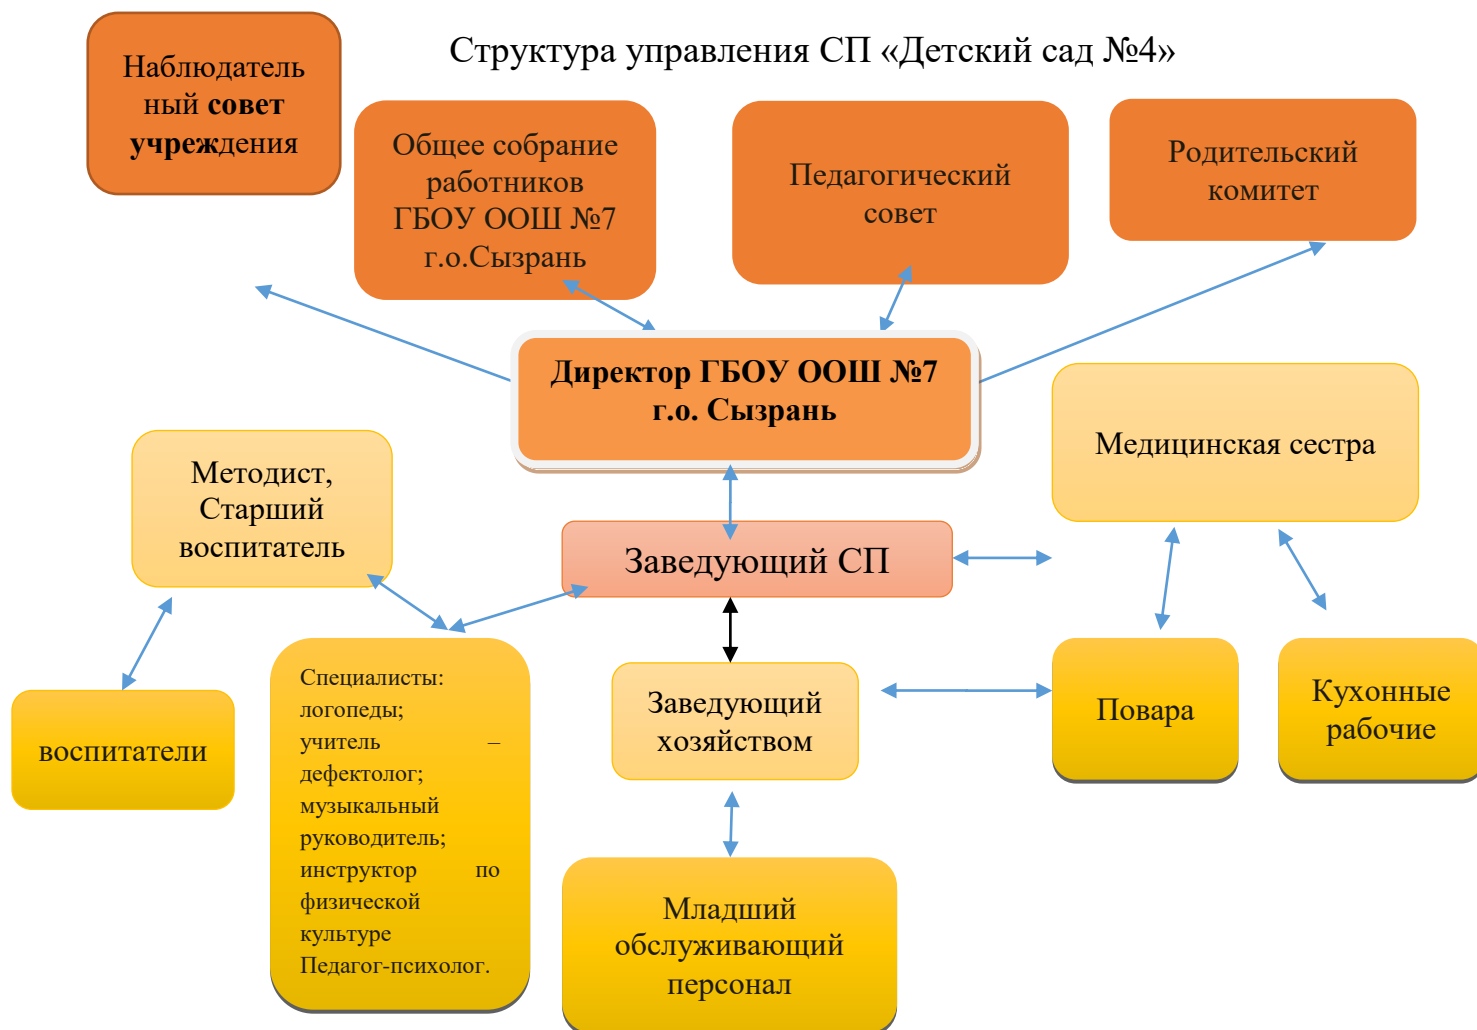 Структура управления СП «Детский сад №4»
Наблюдатель
ный совет
учреждения
Общее собрание
работников
ГБОУ ООШ №7
г.о.Сызрань
Педагогический
совет
Родительский
комитет
Директор ГБОУ ООШ №7
г.о. Сызрань
Методист,
Старший
воспитатель
Медицинская сестра
Заведующий СП
воспитатели
Специалисты:
логопеды;
учитель –
дефектолог;
музыкальный
руководитель;
инструктор по
физической
культуре
Педагог-психолог.
Заведующий
хозяйством
Повара
Кухонные
рабочие
Младший
обслуживающий
персонал